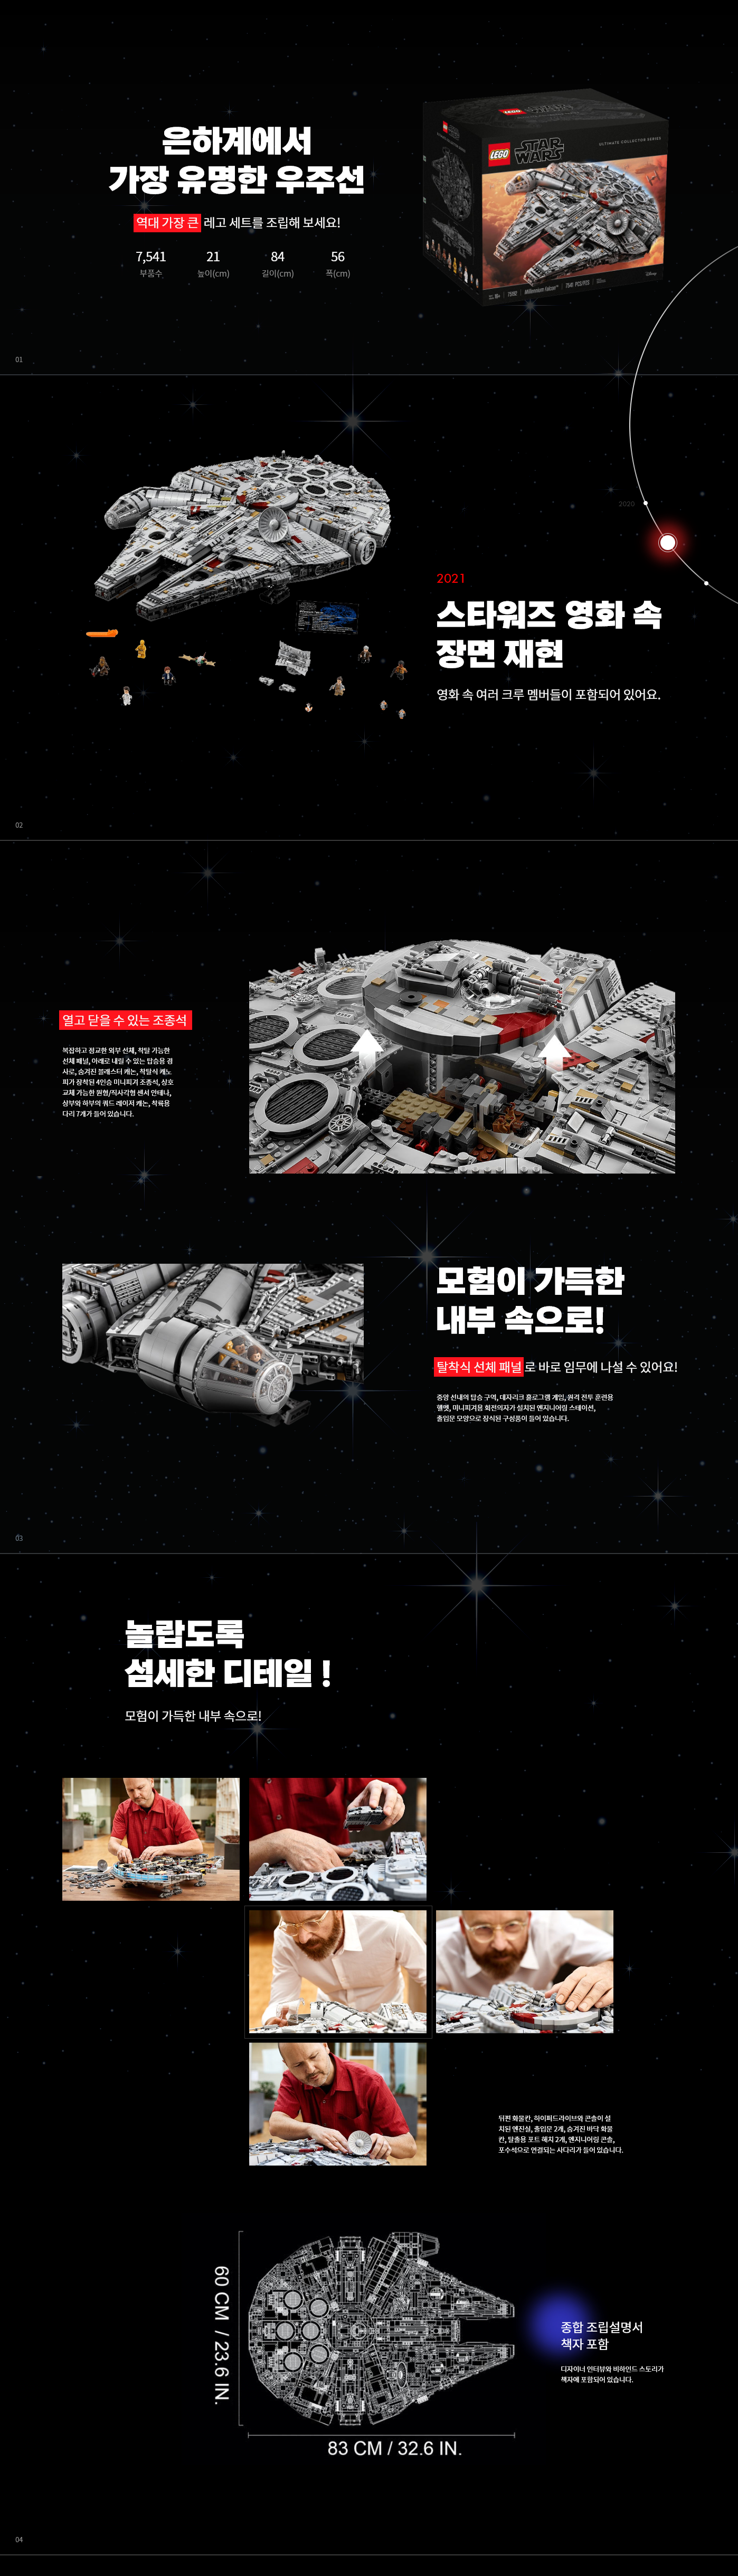 은하계에서
가장 유명한 우주선
역대 가장 큰 레고 세트를 조립해 보세요!
7,541 21 84 56
부품수 높이(cm) 길이(cm) 폭(cm)
LEGO STAR WARS
ULTIMATE COLLECTOR SERIES
01
2020
2021
스타워즈 영화 속
장면 재현
영화 속 여러 크루 멤버들이 포함되어 있어요.
02
열고 닫을 수 있는 조종석
복잡하고 정교한 외부 선체, 착탈 가능한
선체 패널, 아래로 내릴 수 있는 탑승용 경
사로, 숨겨진 블래스터 캐논, 착탈식 캐노
피가 장착된 4인승 미니피겨 조종석, 상호
교체 가능한 원형/직사각형 센서 안테나,
상부와 하부의 쿼드 레이저 캐논, 착륙용
다리 7개가 들어 있습니다.
모험이 가득한
내부 속으로!
탈착식 선체 패널로 바로 임무에 나설 수 있어요!
중앙 선내의 탑승 구역, 데자리크 홀로그램 게임, 원격 전투 훈련용
헬멧, 미니피겨용 회전의자가 설치된 엔지니어링 스테이션,
출입문 모양으로 장식된 구성품이 들어 있습니다.
03
놀랍도록
섬세한 디테일 !
모험이 가득한 내부 속으로!
뒤편 화물칸, 하이퍼드라이브와 콘솔이 설
치된 엔진실, 출입문 2개, 숨겨진 바닥 화물
칸, 탈출용 포드 해치 2개, 엔지니어링 콘솔,
포수석으로 연결되는 사다리가 들어 있습니다.
60 CM / 23.6 IN.
종합 조립설명서
책자 포함
디자이너 인터뷰와 비하인드 스토리가
책자에 포함되어 있습니다.
83 CM / 32.6 IN.
04